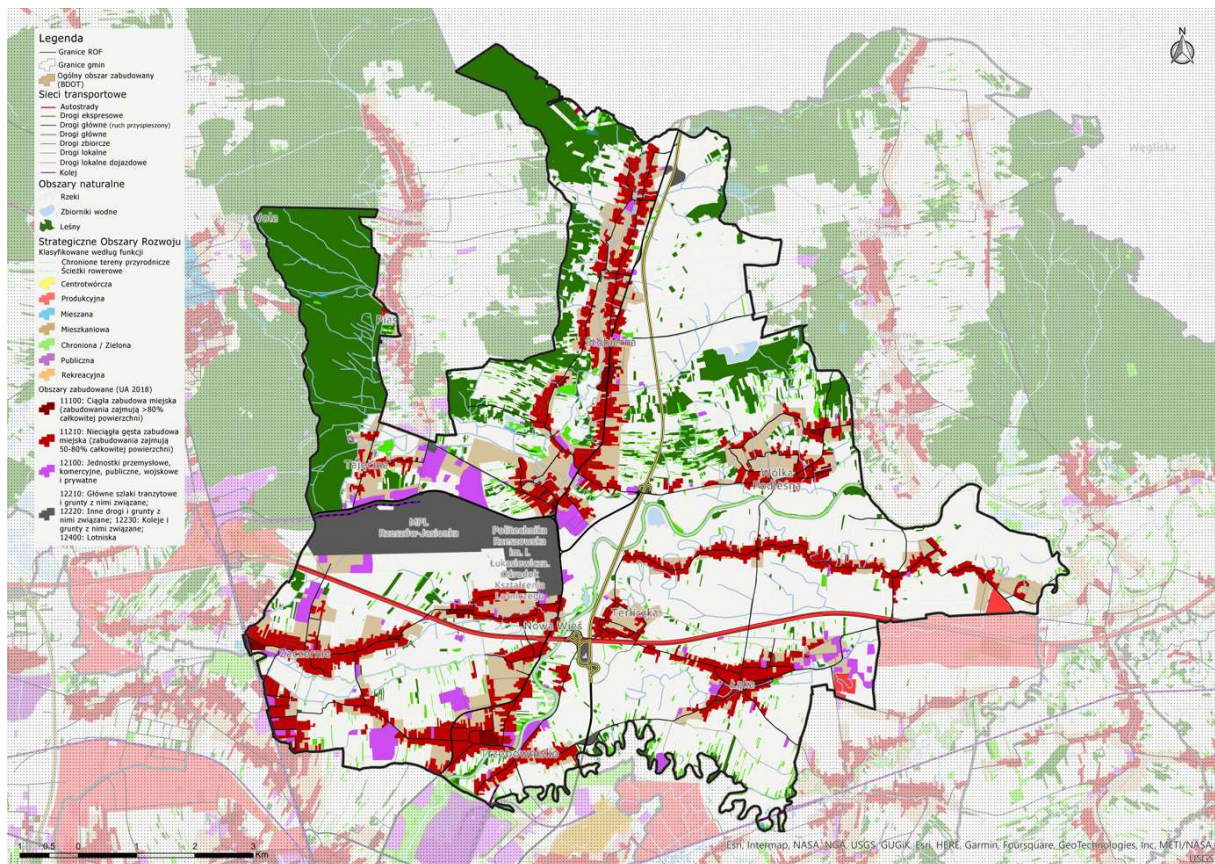 Legenda
Granice ROF
Granice gmin
Ogólny obszar zabudowany
(BDOT)
Sieci transportowe
Autostrady
Drogi ekspresowe
Drogi główne (ruch przyspieszony)
Drogi główne
Drogi zbiorcze
Drogi lokalne
Drogi lokalne dojazdowe
Kolej
Obszary naturalne
Rzeki
Zbiorniki wodne
Leśny
Strategiczne Obszary Rozwoju
Klasyfikowane według funkcji
Chronione tereny przyrodnicze
Ścieżki rowerowe
Centrotwórcza
Produkcyjna
Mieszana
Mieszkaniowa
Chroniona / Zielona
Publiczna
Rekreacyjna
Obszary zabudowane (UA 2018)
11100: Ciągła zabudowa miejska
(zabudowania zajmują >80%
całkowitej powierzchni)
11210: Nieciągła gęsta zabudowa
miejska (zabudowania zajmują
50-80% całkowitej powierzchni)
12100: Jednostki przemysłowe,
komercyjne, publiczne, wojskowe
i prywatne
12210: Główne szlaki tranzytowe
i grunty z nimi związane;
12220: Inne drogi i grunty z
nimi związane; 12230: Koleje i
grunty z nimi związane;
12400: Lotniska
N
Węgliska
Stobierna
Tajęcina
Wólka
Podleśna
MPL
Rzeszów-Jasionka
Politechnika
Rzeszowska
im. I.
Łukasiewicza.
Ośrodek
Kształcenia
Lotniczego
Terliczka
Nowa Wieś
Zaczernie
Łąka
Trzebownisko
1 0.5 0 1 2 3
Km
Esri, Intermap, NASA, NGA, USGS, GUGiK, Esri, HERE, Garmin, Foursquare, GeoTechnologies, Inc, METI/NASA,
USGS